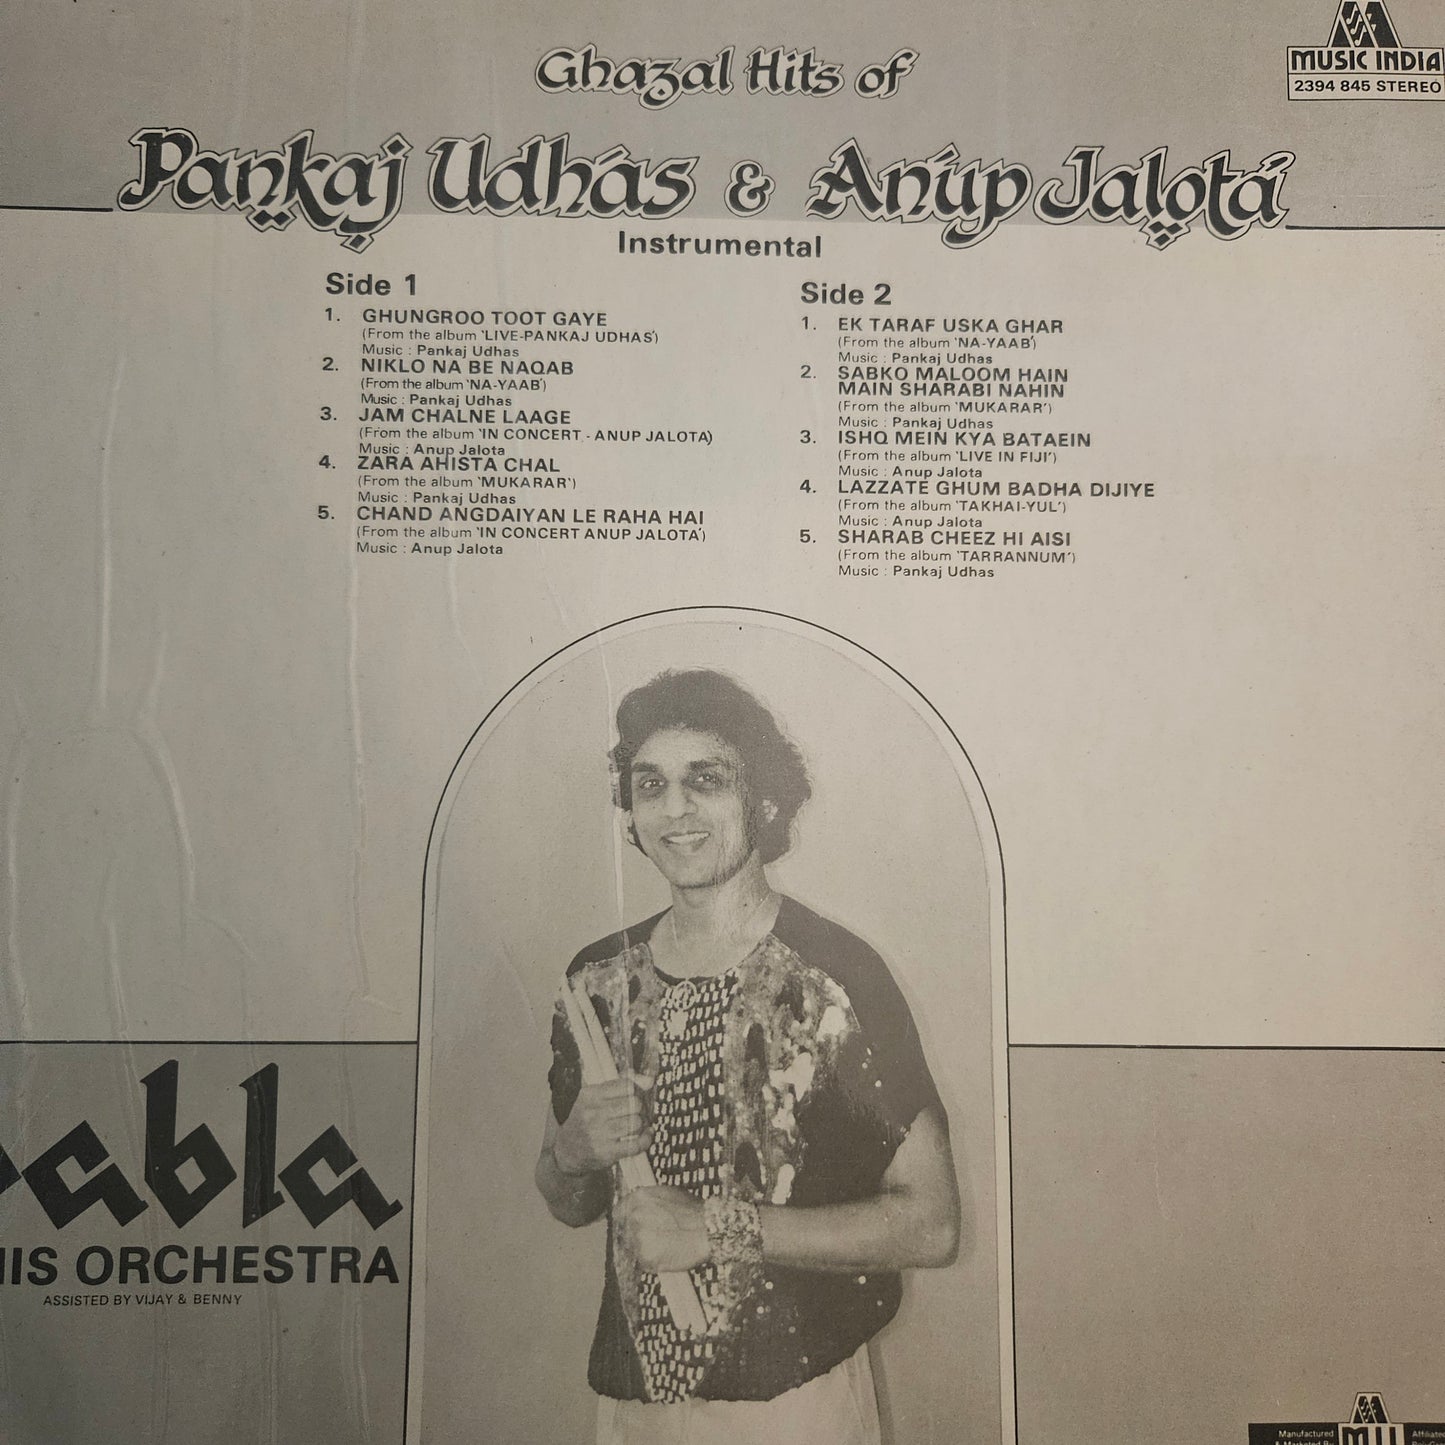 MUSIC INDIA
2394 845 STEREO
Ghazal Hits of
Pankaj Udhás & Anúp Jalotá
Instrumental
Side 1
1. GHUNGROO TOOT GAYE
(From the album 'LIVE-PANKAJ UDHAS')
Music : Pankaj Udhas
2. NIKLO NA BE NAQAB
(From the album 'NA-YAAB')
Music : Pankaj Udhas
3. JAM CHALNE LAAGE
(From the album 'IN CONCERT - ANUP JALOTA)
Music : Anup Jalota
4. ZARA AHISTA CHAL
(From the album 'MUKARAR')
Music : Pankaj Udhas
5. CHAND ANGDAIYAN LE RAHA HAI
(From the album 'IN CONCERT ANUP JALOTA')
Music : Anup Jalota
Side 2
1. EK TARAF USKA GHAR
(From the album 'NA-YAAB')
Music : Pankaj Udhas
2. SABKO MALOOM HAIN
MAIN SHARABI NAHIN
(From the album 'MUKARAR')
Music : Pankaj Udhas
3. ISHQ MEIN KYA BATAEIN
(From the album 'LIVE IN FIJI')
Music : Anup Jalota
4. LAZZATE GHUM BADHA DIJIYE
(From the album 'TAKHAI-YUL')
Music : Anup Jalota
5. SHARAB CHEEZ HI AISI
(From the album 'TARRANNUM')
Music : Pankaj Udhas
abla
HIS ORCHESTRA
ASSISTED BY VIJAY & BENNY
Manufactured
& Marketed By